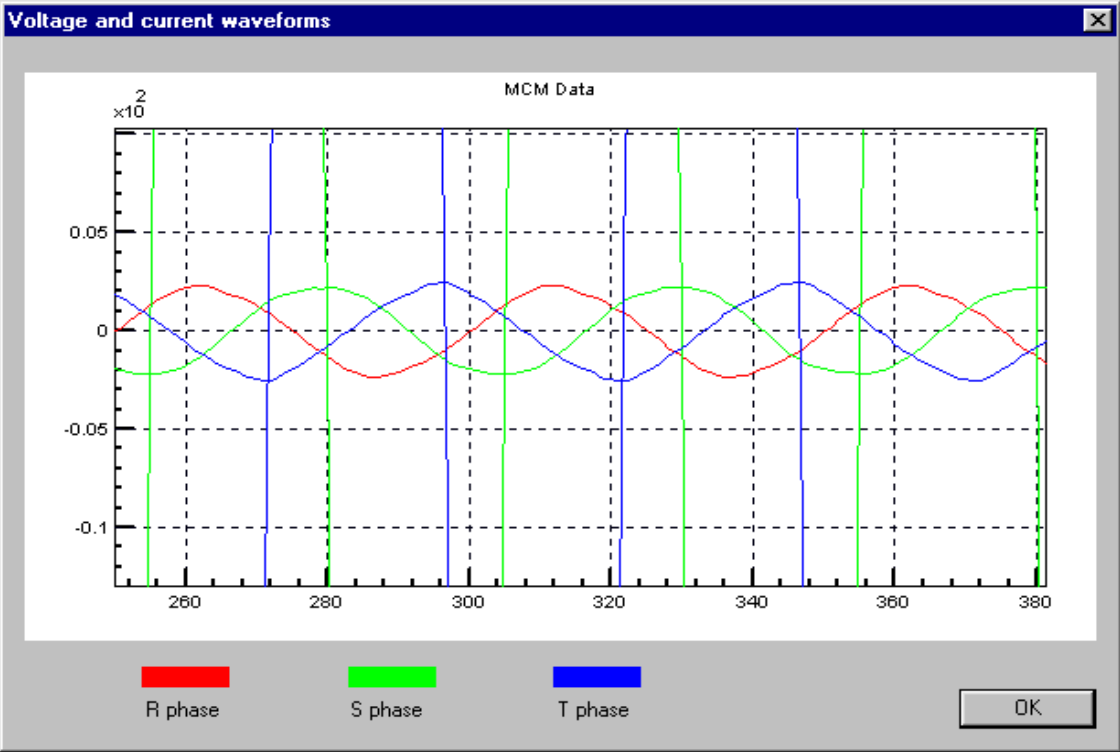 Voltage and current waveforms
MCM Data
×10 2
0.05
0
-0.05
-0.1
260 280 300 320 340 360 380
R phase S phase T phase
OK